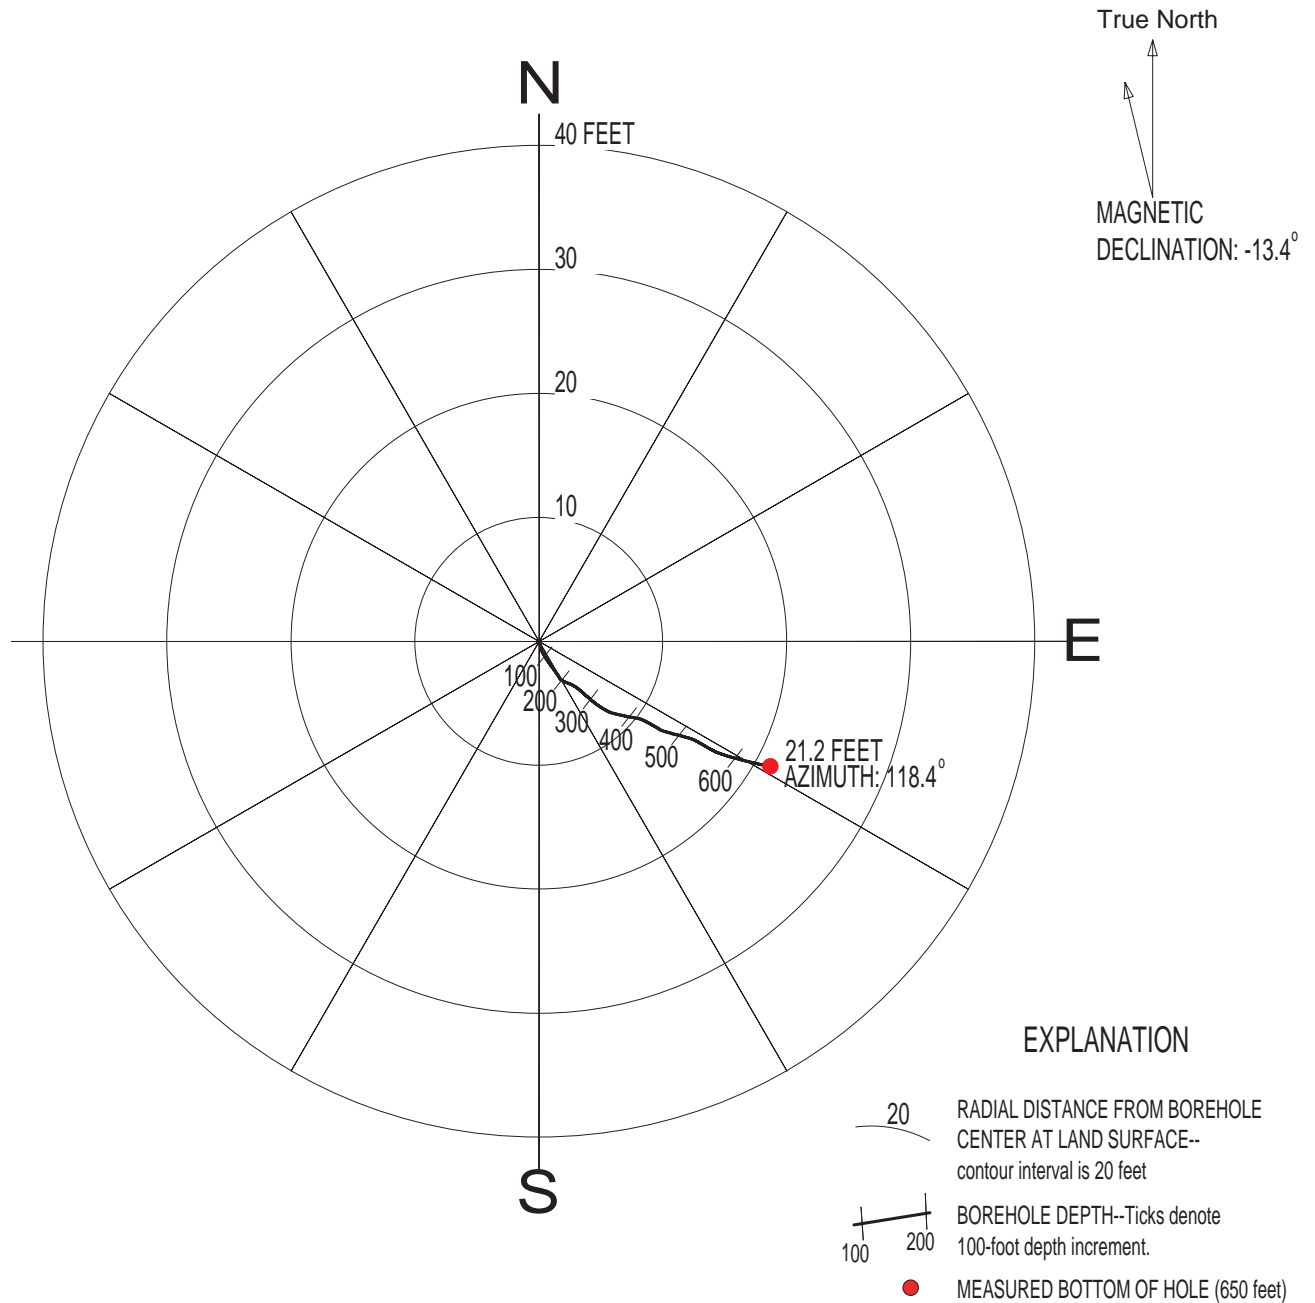 True North
N
40 FEET
MAGNETIC
DECLINATION: -13.4°
30
20
10
E
100
200
300
400
500
600
21.2 FEET
AZIMUTH: 118.4°
S
EXPLANATION
20
RADIAL DISTANCE FROM BOREHOLE
CENTER AT LAND SURFACE--
contour interval is 20 feet
100
200
BOREHOLE DEPTH--Ticks denote
100-foot depth increment.
MEASURED BOTTOM OF HOLE (650 feet)